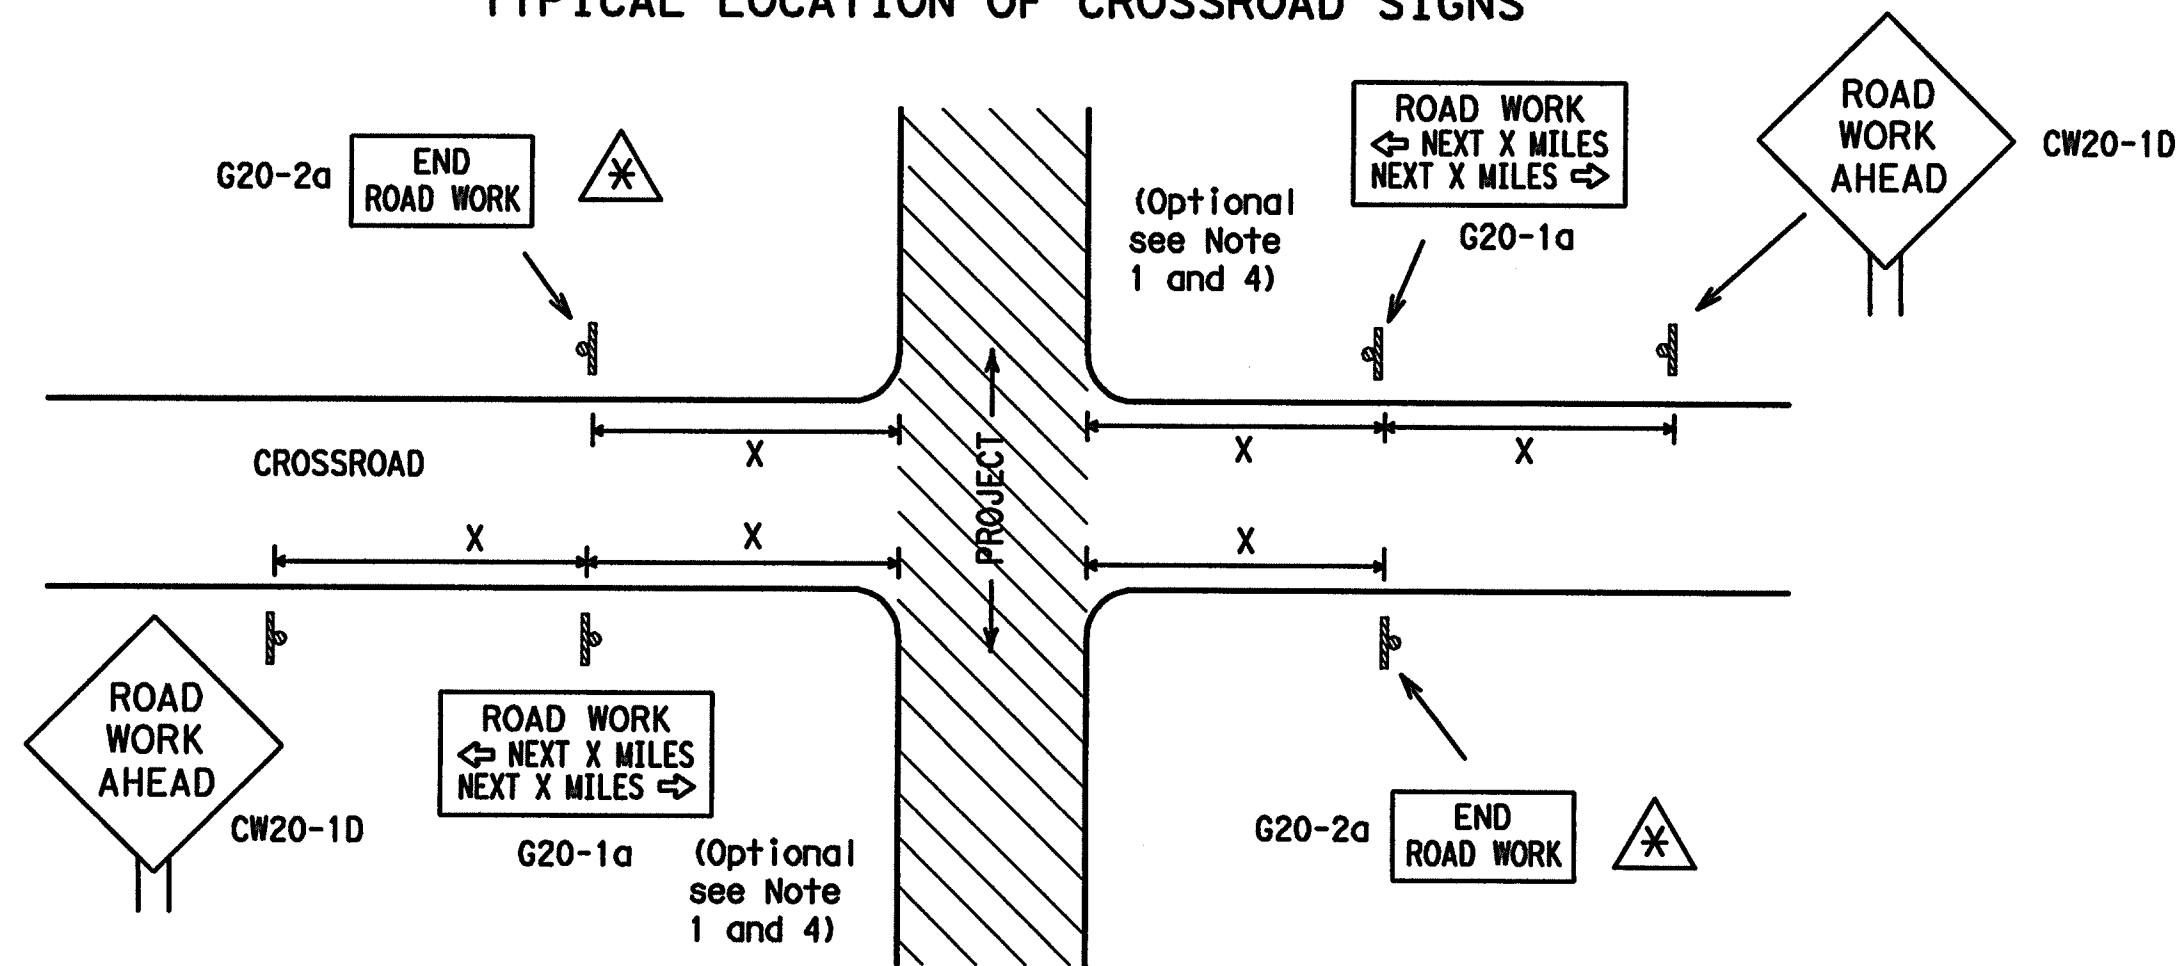 TYPICAL LOCATION OF CROSSROAD SIGNS
G20-2a
END
ROAD WORK
*
(Optional
see Note
1 and 4)
ROAD WORK
⇦ NEXT X MILES
NEXT X MILES ⇨
G20-1a
ROAD
WORK
AHEAD
CW20-1D
X
X
X
CROSSROAD
PROJECT
X
X
X
ROAD
WORK
AHEAD
CW20-1D
ROAD WORK
⇦ NEXT X MILES
NEXT X MILES ⇨
G20-1a
(Optional
see Note
1 and 4)
G20-2a
END
ROAD WORK
*